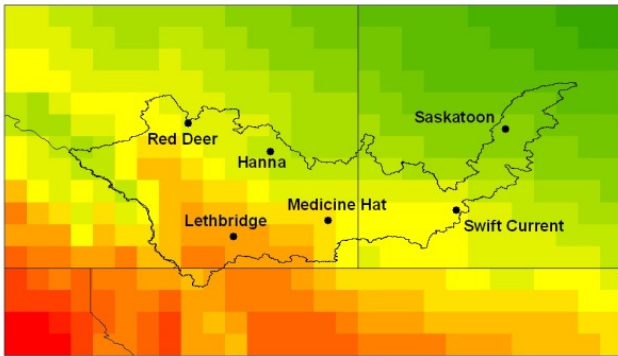 Saskatoon
Red Deer
Hanna
Medicine Hat
Lethbridge
Swift Current